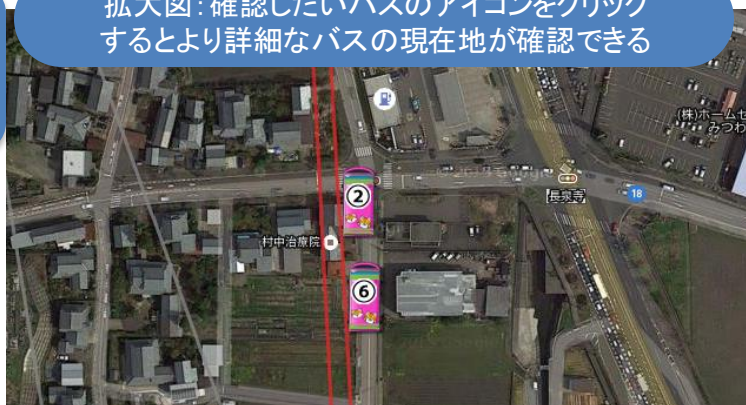 拡大図：確認したいバスのアイコンをクリック
するとより詳細なバスの現在地が確認できる
(株)ホームセ
みつわ
②
長泉寺
18
村中治療院
⑥